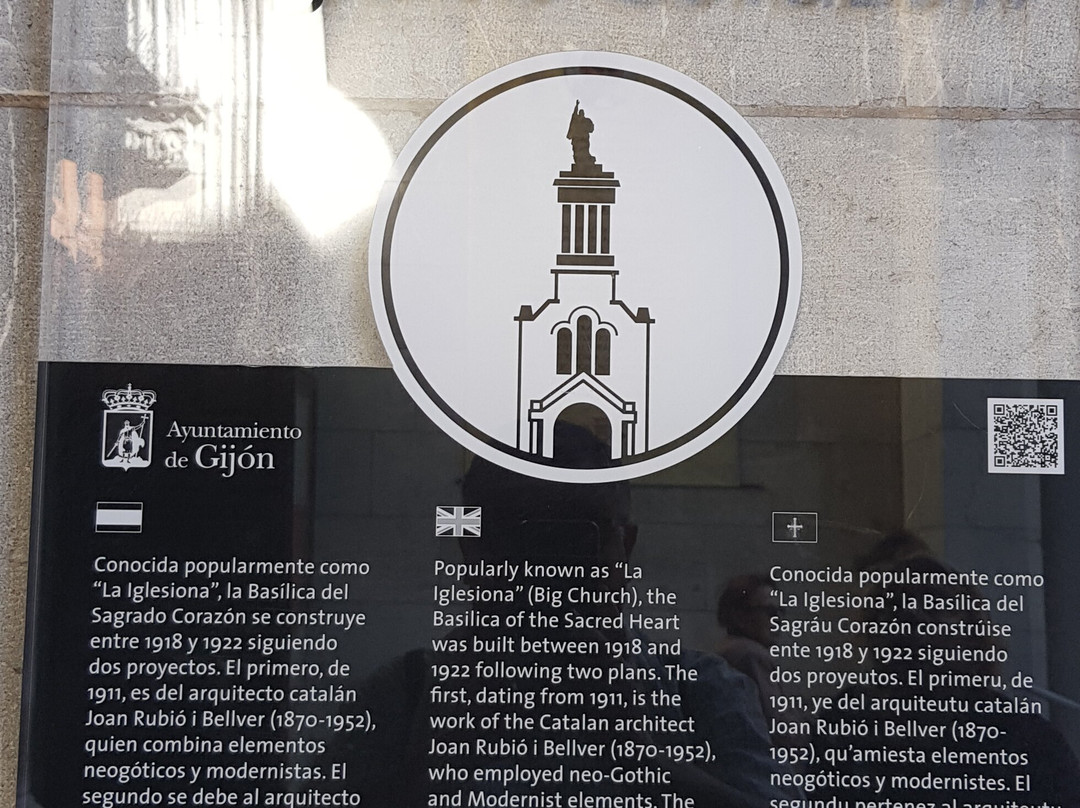 Ayuntamiento
de Gijón
Conocida popularmente como
“La Iglesiona”, la Basílica del
Sagrado Corazón se construye
entre 1918 y 1922 siguiendo
dos proyectos. El primero, de
1911, es del arquitecto catalán
Joan Rubió i Bellver (1870-1952),
quien combina elementos
neogóticos y modernistas. El
segundo se debe al arquitecto
Popularly known as “La
Iglesiona” (Big Church), the
Basilica of the Sacred Heart
was built between 1918 and
1922 following two plans. The
first, dating from 1911, is the
work of the Catalan architect
Joan Rubió i Bellver (1870-1952),
who employed neo-Gothic
and Modernist elements. The
Conocida popularmente como
“La Iglesiona”, la Basílica del
Sagráu Corazón constrúise
ente 1918 y 1922 siguiendo
dos proyeutos. El primeru, de
1911, ye del arquiteutu catalán
Joan Rubió i Bellver (1870-
1952), qu’amiesta elementos
neogóticos y modernistes. El
segundu pertenez al arquiteutu